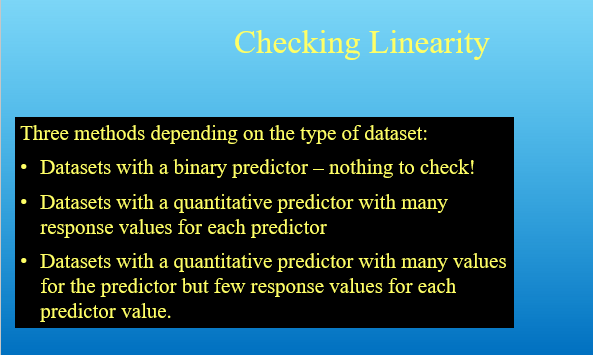 Checking Linearity
Three methods depending on the type of dataset:
• Datasets with a binary predictor – nothing to check!
• Datasets with a quantitative predictor with many
response values for each predictor
• Datasets with a quantitative predictor with many values
for the predictor but few response values for each
predictor value.